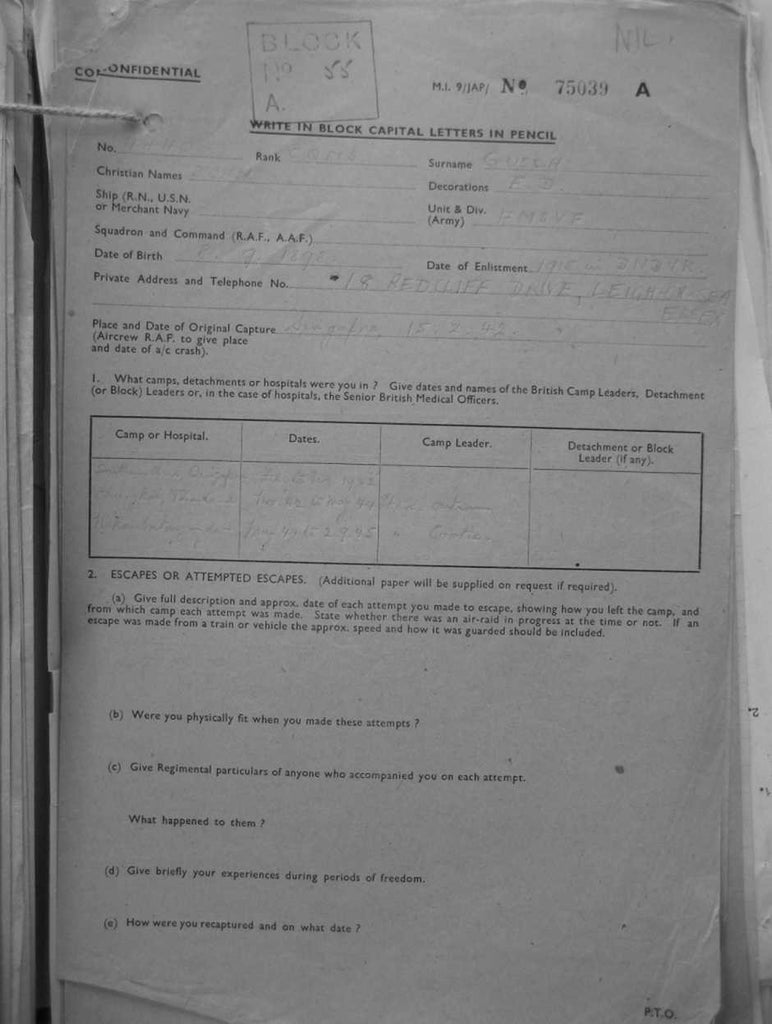 NIL.
BLOCK
Nº 55
A.
CONFIDENTIAL
M.I. 9/JAP/ Nº 75039 A
WRITE IN BLOCK CAPITAL LETTERS IN PENCIL
No.
Rank CQMS
Surname
Christian Names
Decorations E.D
Ship (R.N., U.S.N.
or Merchant Navy
Unit & Div.
(Army) FMSVF
Squadron and Command (R.A.F., A.A.F.)
Date of Birth
Date of Enlistment 1915 in
Private Address and Telephone No. 18 REDCLIFF DRIVE, LEIGH-ON-SEA
ESSEX
Place and Date of Original Capture Singapore 15.2.42.
(Aircrew R.A.F. to give place
and date of a/c crash).
1. What camps, detachments or hospitals were you in ? Give dates and names of the British Camp Leaders, Detachment
(or Block) Leaders or, in the case of hospitals, the Senior British Medical Officers.
Camp or Hospital.
Dates.
Camp Leader.
Detachment or Block
Leader (if any).
Chungkai,
to 2.9.45
2. ESCAPES OR ATTEMPTED ESCAPES. (Additional paper will be supplied on request if required).
(a) Give full description and approx. date of each attempt you made to escape, showing how you left the camp, and
from which camp each attempt was made. State whether there was an air-raid in progress at the time or not. If an
escape was made from a train or vehicle the approx. speed and how it was guarded should be included.
(b) Were you physically fit when you made these attempts ?
(c) Give Regimental particulars of anyone who accompanied you on each attempt.
What happened to them ?
(d) Give briefly your experiences during periods of freedom.
(e) How were you recaptured and on what date ?
P.T.O.
2.
1.